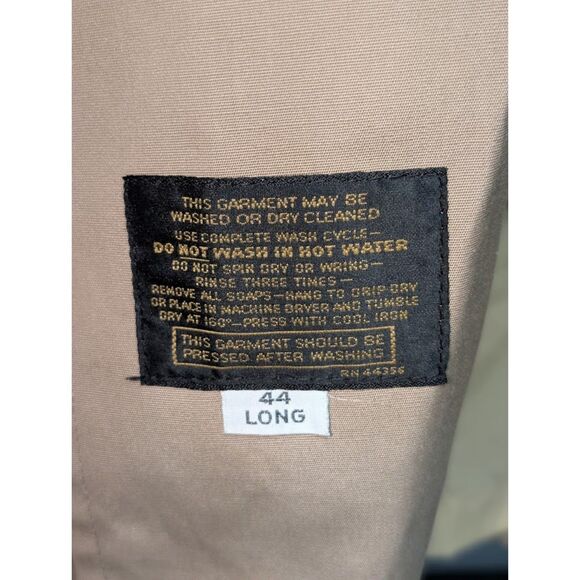 THIS GARMENT MAY BE
WASHED OR DRY CLEANED
USE COMPLETE WASH CYCLE—
DO NOT WASH IN HOT WATER
DO NOT SPIN DRY OR WRING—
RINSE THREE TIMES—
REMOVE ALL SOAPS—HANG TO DRIP DRY
OR PLACE IN MACHINE DRYER AND TUMBLE
DRY AT 160°—PRESS WITH COOL IRON
THIS GARMENT SHOULD BE
PRESSED AFTER WASHING
RN 44356
44
LONG